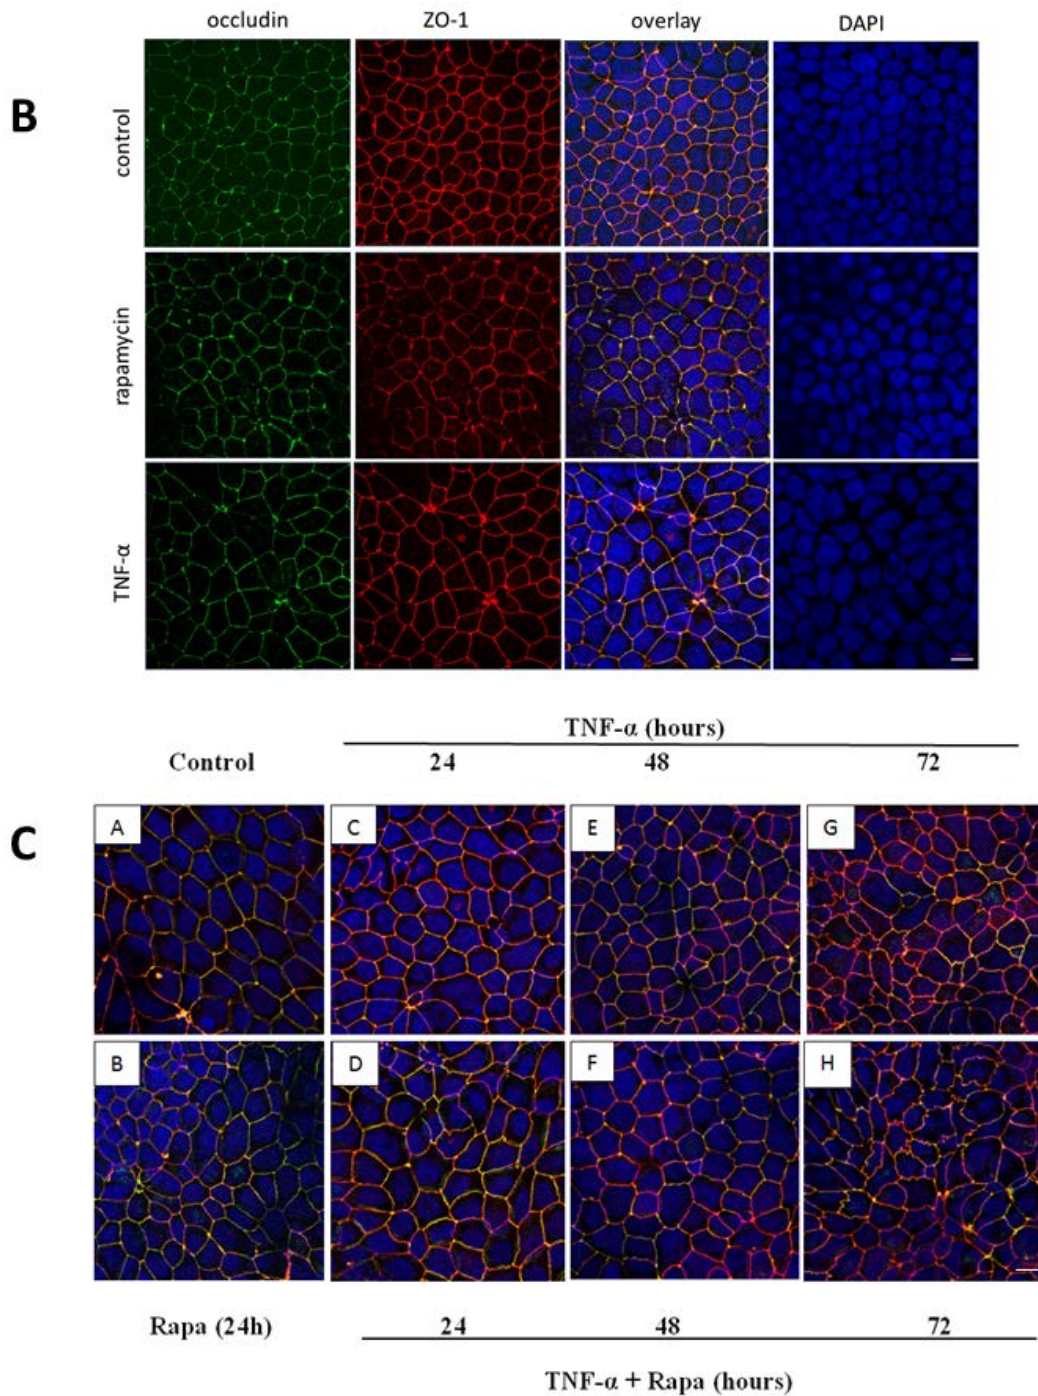 occludin ZO-1 overlay DAPI
B
control
rapamycin
TNF-α
TNF-α (hours)
Control 24 48 72
C
A C E G
B D F H
Rapa (24h) 24 48 72
TNF-α + Rapa (hours)